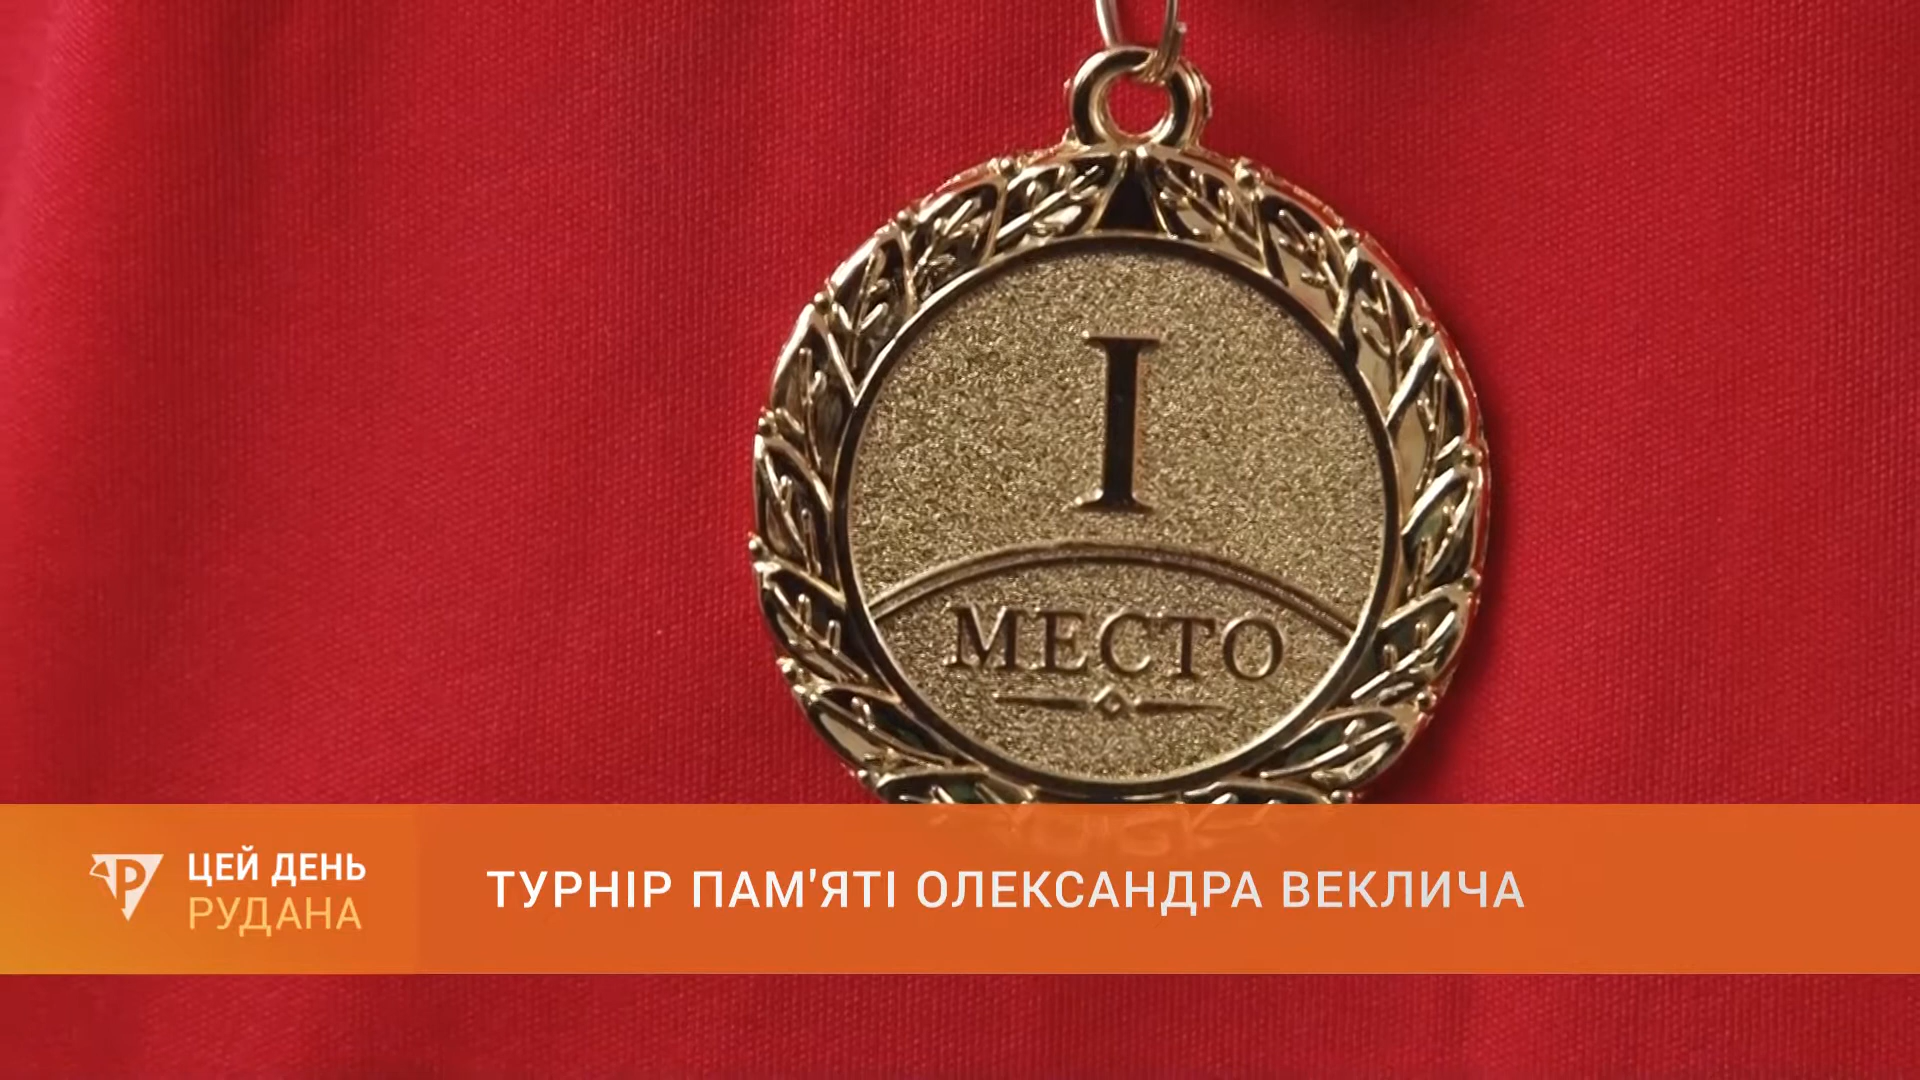 I
МЕСТО
ЦЕЙ ДЕНЬ
РУДАНА
ТУРНІР ПАМ'ЯТІ ОЛЕКСАНДРА ВЕКЛИЧА